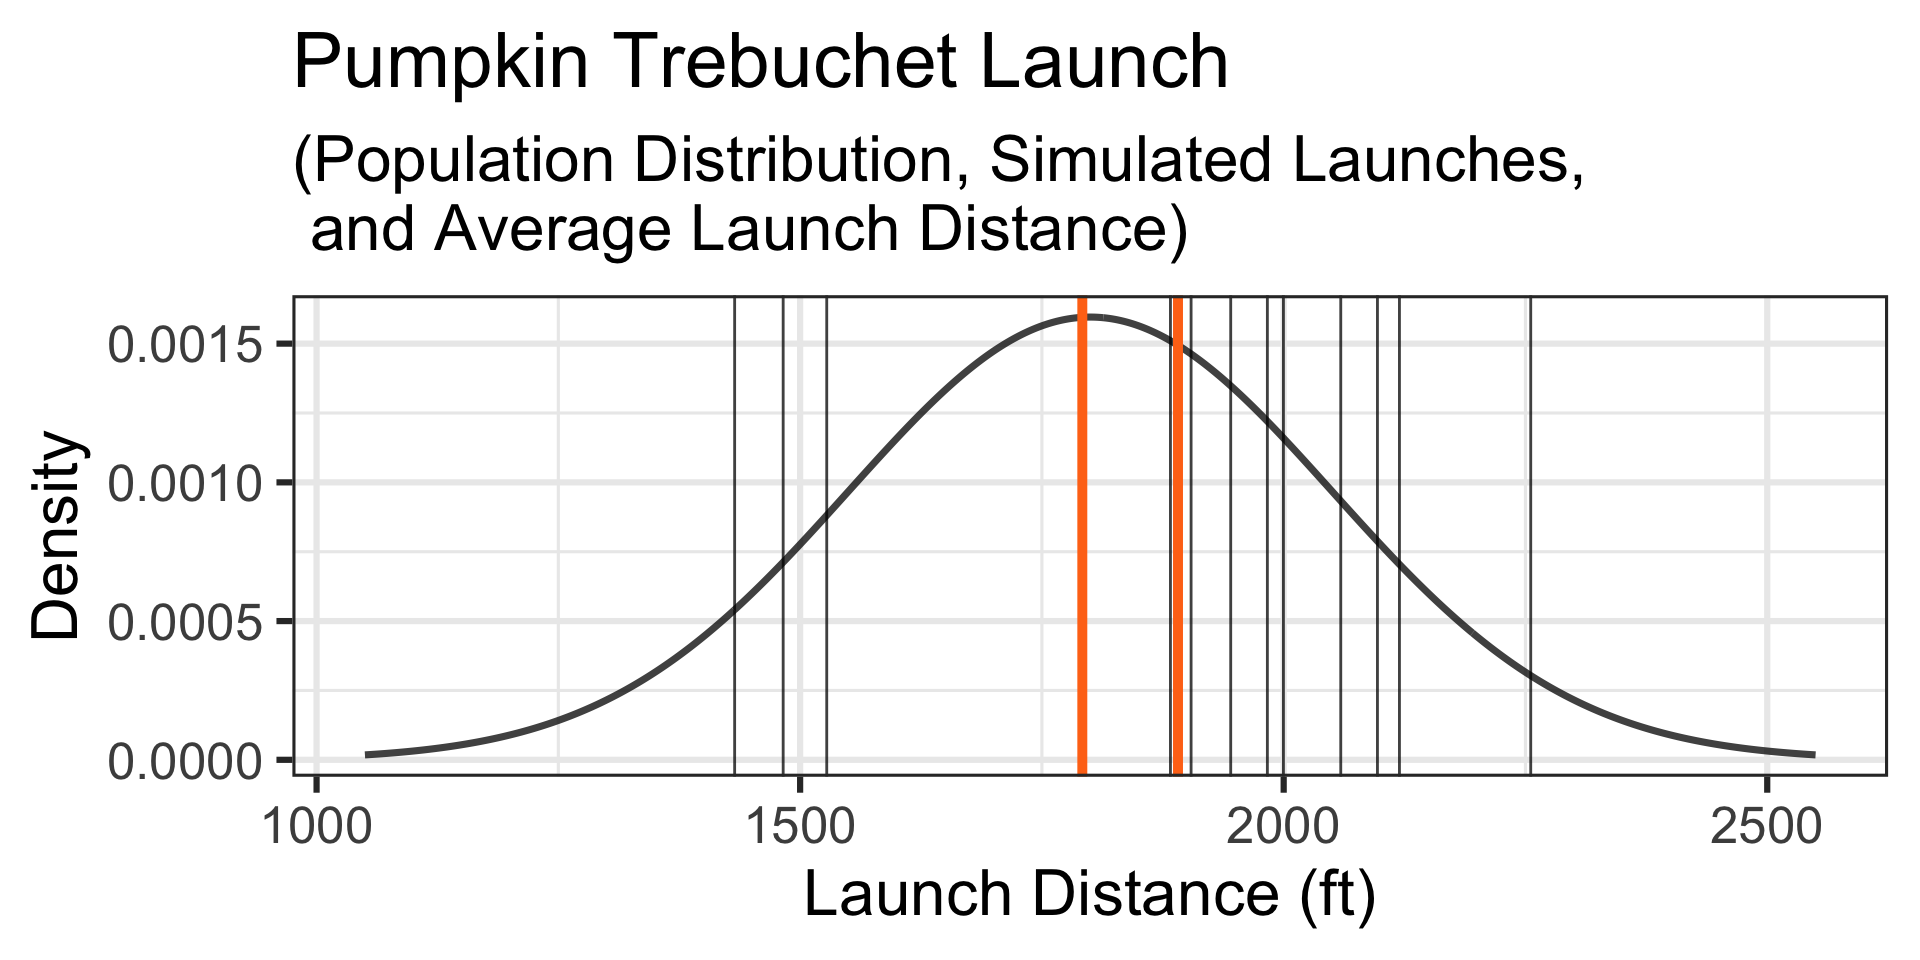 Pumpkin Trebuchet Launch
(Population Distribution, Simulated Launches,
and Average Launch Distance)
Density
0.0015
0.0010
0.0005
0.0000
1000 1500 2000 2500
Launch Distance (ft)